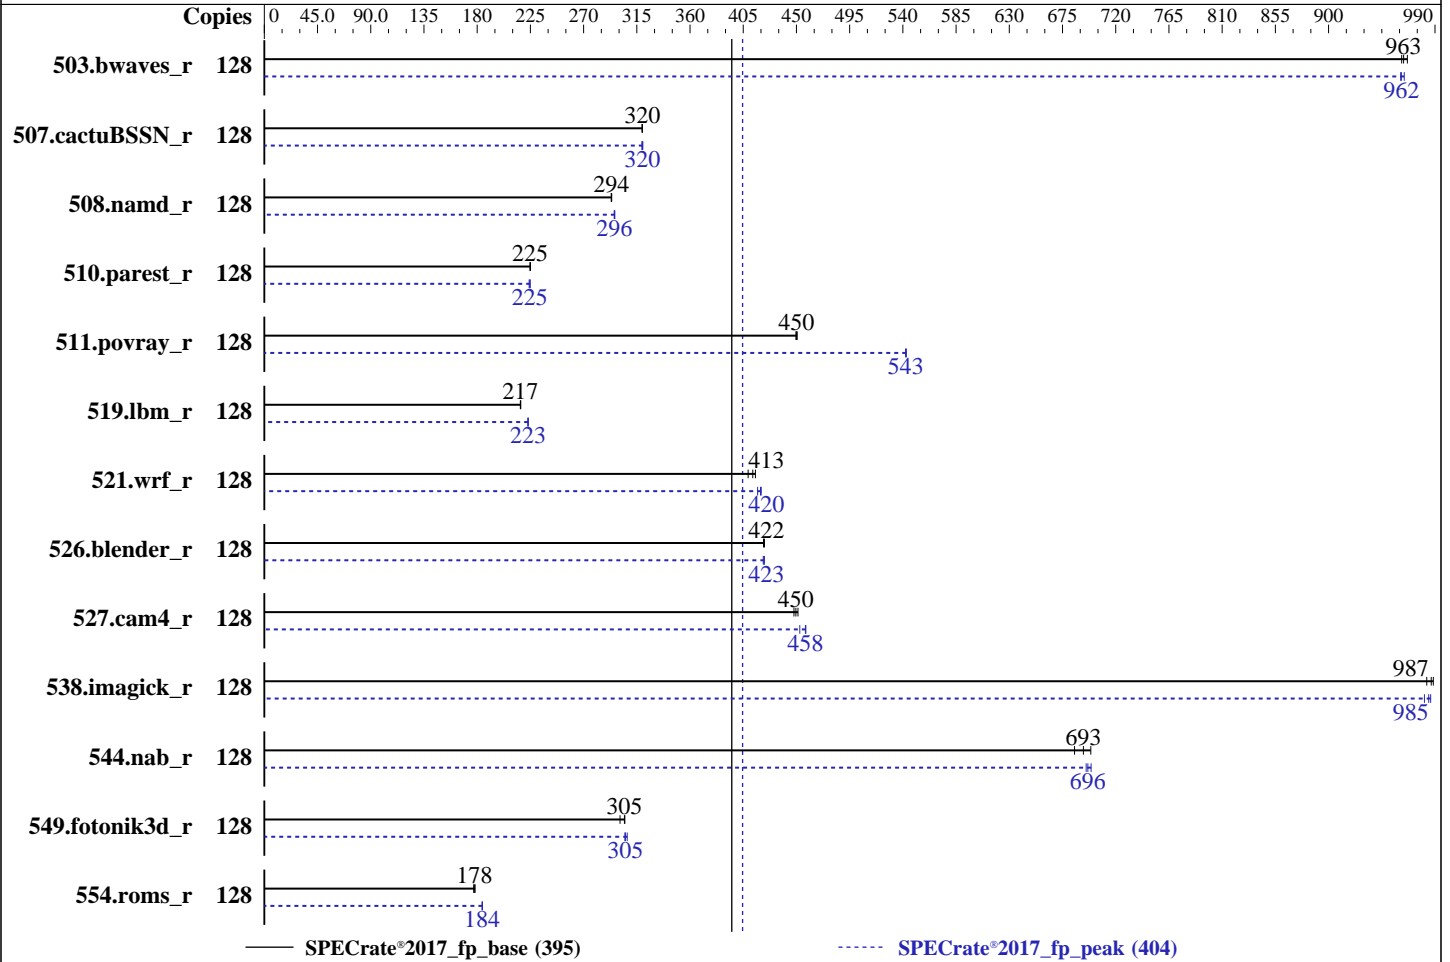 Copies 0 45.0 90.0 135 180 225 270 315 360 405 450 495 540 585 630 675 720 765 810 855 900 990
503.bwaves_r 128 963
962
507.cactuBSSN_r 128 320
320
508.namd_r 128 294
296
510.parest_r 128 225
225
511.povray_r 128 450
543
519.lbm_r 128 217
223
521.wrf_r 128 413
420
526.blender_r 128 422
423
527.cam4_r 128 450
458
538.imagick_r 128 987
985
544.nab_r 128 693
696
549.fotonik3d_r 128 305
305
554.roms_r 128 178
184
SPECrate®2017_fp_base (395) SPECrate®2017_fp_peak (404)